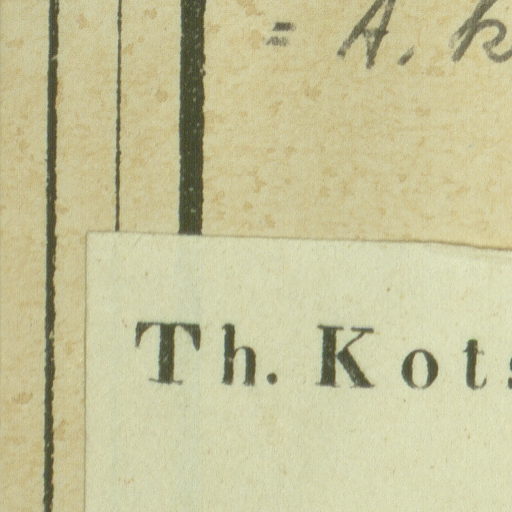 = A. k
Th. Kots